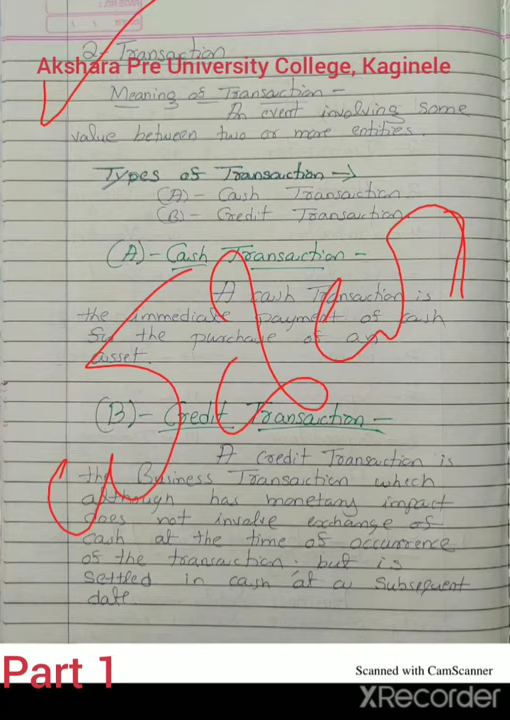 2- Transaction
Akshara Pre University College, Kaginele
Meaning of Transaction -
An event involving some
value between two or more entities.
Types of Transaction →
(A) - Cash Transaction
(B) - Credit Transaction
(A) - Cash Transaction -
A cash Transaction is
the immediate payment of cash
the purchase of an
asset.
(B) - Credit Transaction -
A credit Transaction is
the Business Transaction which
although has monetary impact
does not involve exchange of
cash at the time of occurrence
of the transaction. but is
settled in cash at a subsequent
date.
Part 1
Scanned with CamScanner
XRecorder